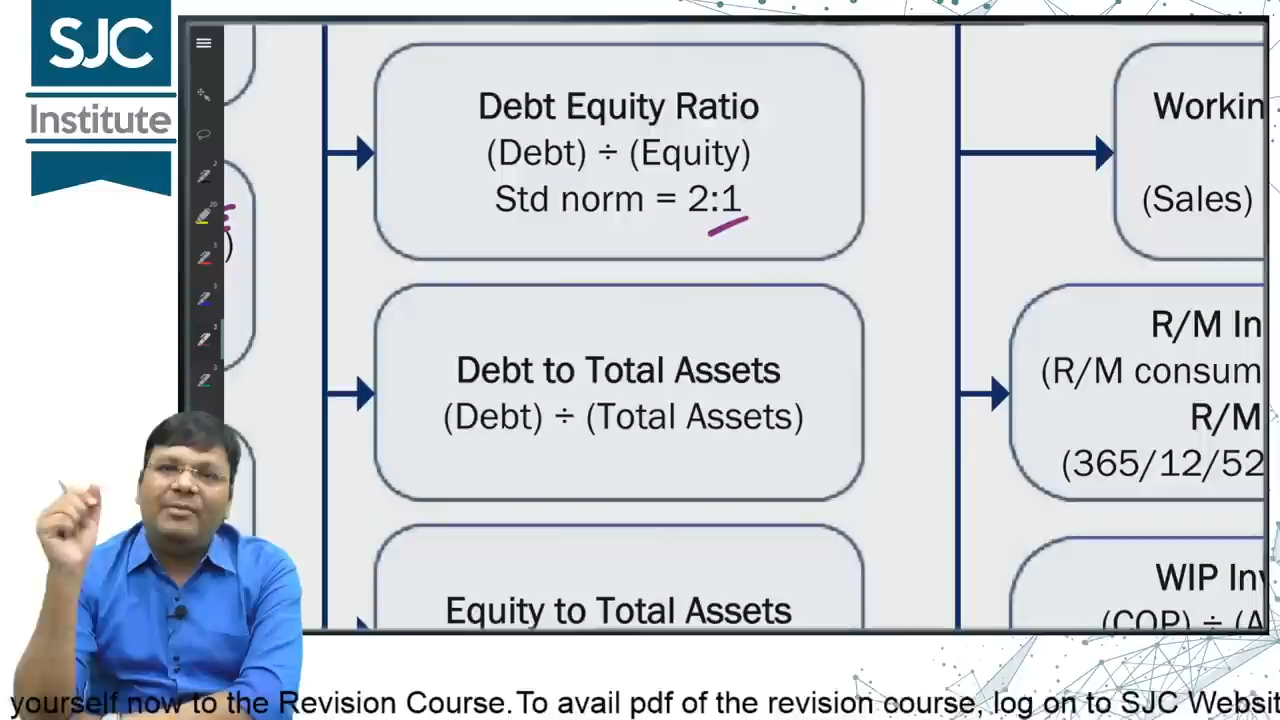 SJC
Institute
Debt Equity Ratio
(Debt) ÷ (Equity)
Std norm = 2:1
Debt to Total Assets
(Debt) ÷ (Total Assets)
Equity to Total Assets
Workin
(Sales)
R/M In
(R/M consum
R/M
(365/12/52
WIP Inv
(COP) ÷ (A
yourself now to the Revision Course. To avail pdf of the revision course, log on to SJC Websit